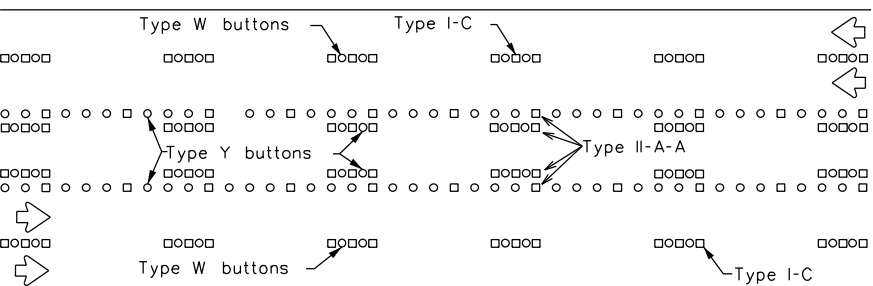 Type W buttons
Type I-C
Type Y buttons
Type II-A-A
Type W buttons
Type I-C